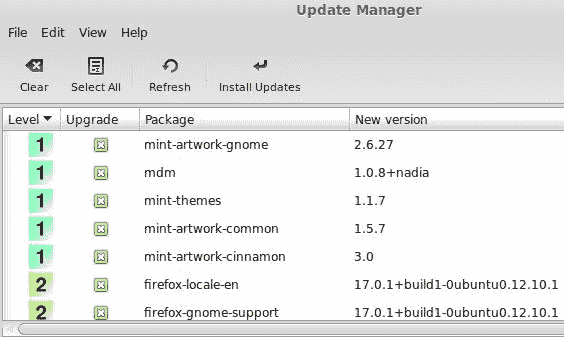 Update Manager
File Edit View Help
Clear Select All Refresh Install Updates
Level Upgrade Package New version
1 mint-artwork-gnome 2.6.27
1 mdm 1.0.8+nadia
1 mint-themes 1.1.7
1 mint-artwork-common 1.5.7
1 mint-artwork-cinnamon 3.0
2 firefox-locale-en 17.0.1+build1-0ubuntu0.12.10.1
2 firefox-gnome-support 17.0.1+build1-0ubuntu0.12.10.1